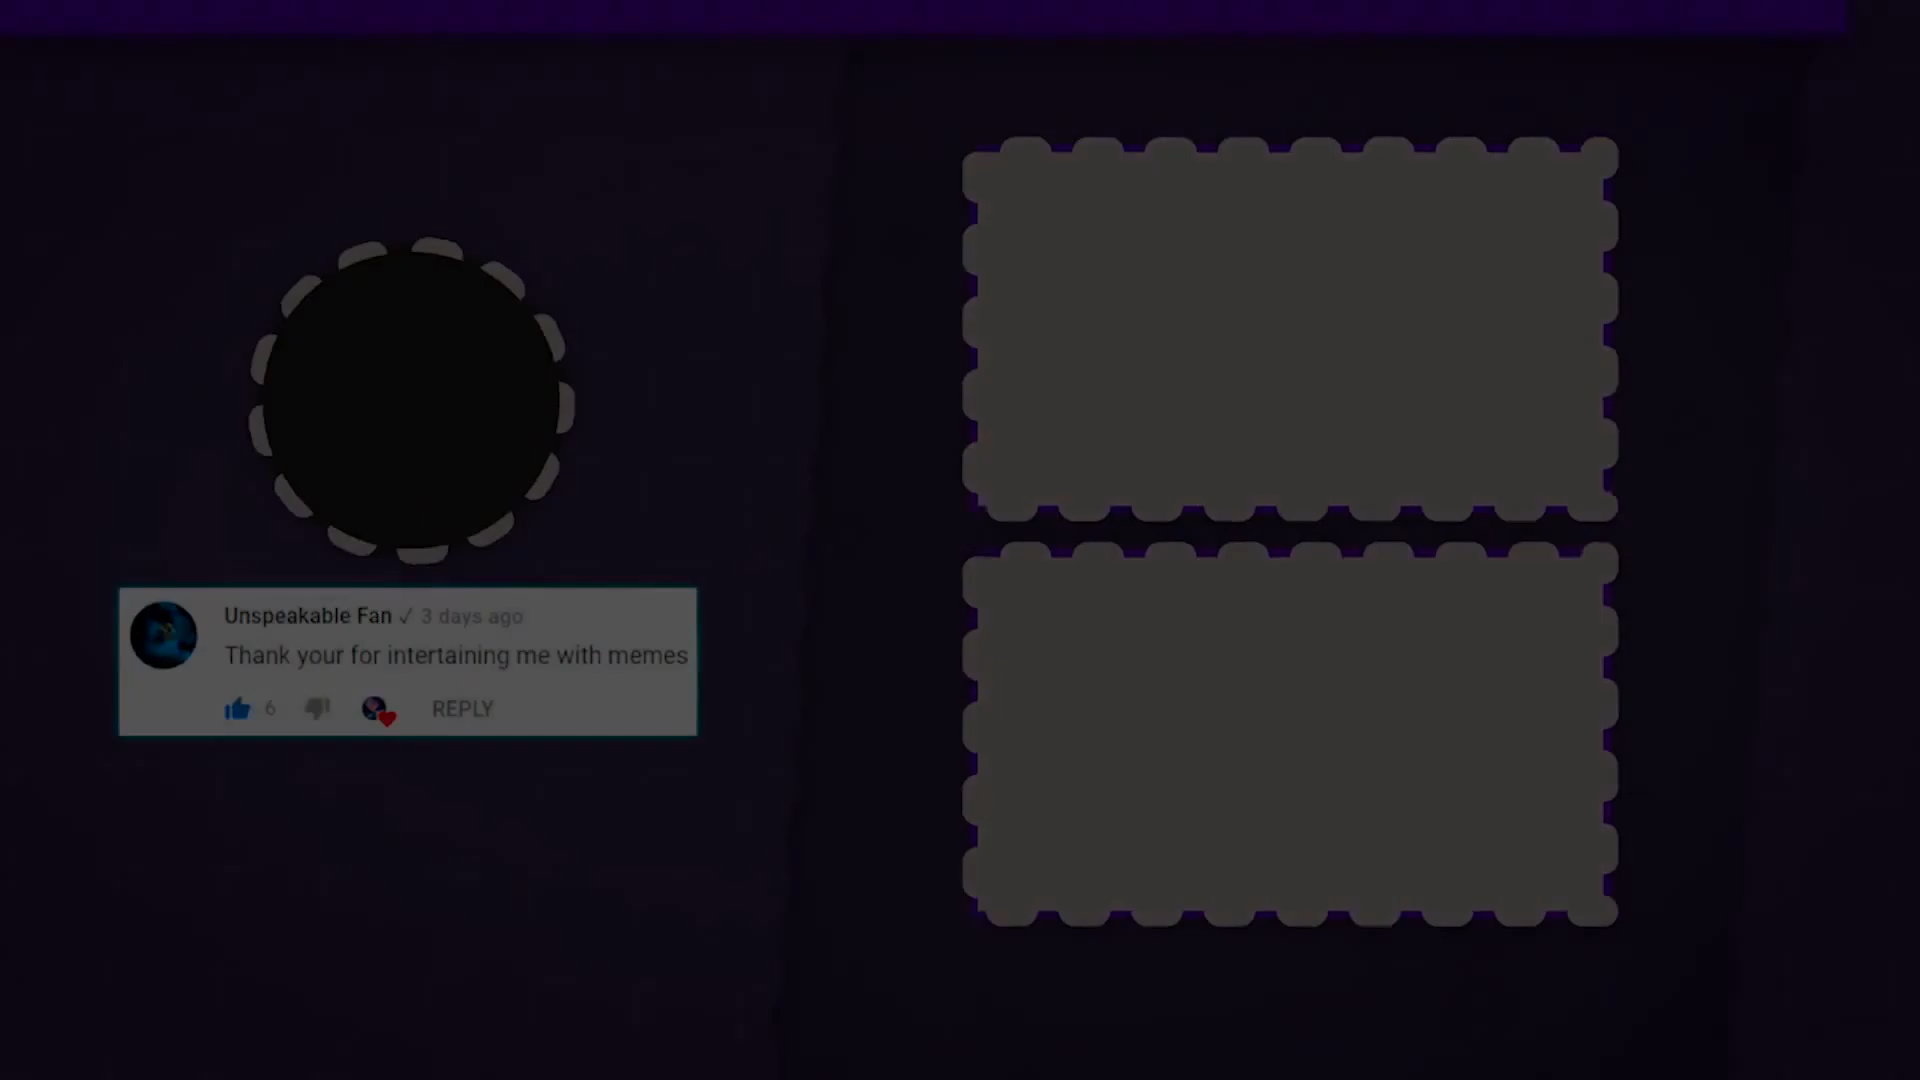 Unspeakable Fan ✓ 3 days ago
Thank your for intertaining me with memes
6 REPLY